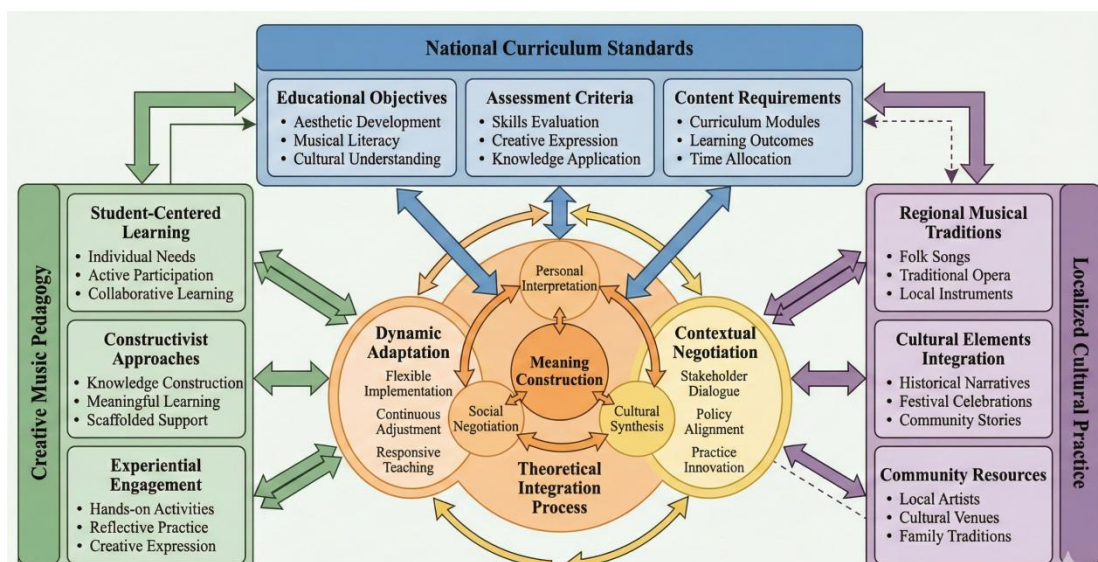 National Curriculum Standards
Educational Objectives
• Aesthetic Development
• Musical Literacy
• Cultural Understanding
Assessment Criteria
• Skills Evaluation
• Creative Expression
• Knowledge Application
Content Requirements
• Curriculum Modules
• Learning Outcomes
• Time Allocation
Creative Music Pedagogy
Student-Centered
Learning
• Individual Needs
• Active Participation
• Collaborative Learning
Constructivist
Approaches
• Knowledge Construction
• Meaningful Learning
• Scaffolded Support
Experiential
Engagement
• Hands-on Activities
• Reflective Practice
• Creative Expression
Dynamic
Adaptation
Flexible
Implementation
Continuous
Adjustment
Responsive
Teaching
Personal
Interpretation
Meaning
Construction
Social
Negotiation
Cultural
Synthesis
Theoretical
Integration
Process
Contextual
Negotiation
Stakeholder
Dialogue
Policy
Alignment
Practice
Innovation
Regional Musical
Traditions
• Folk Songs
• Traditional Opera
• Local Instruments
Cultural Elements
Integration
• Historical Narratives
• Festival Celebrations
• Community Stories
Community Resources
• Local Artists
• Cultural Venues
• Family Traditions
Localized Cultural Practice